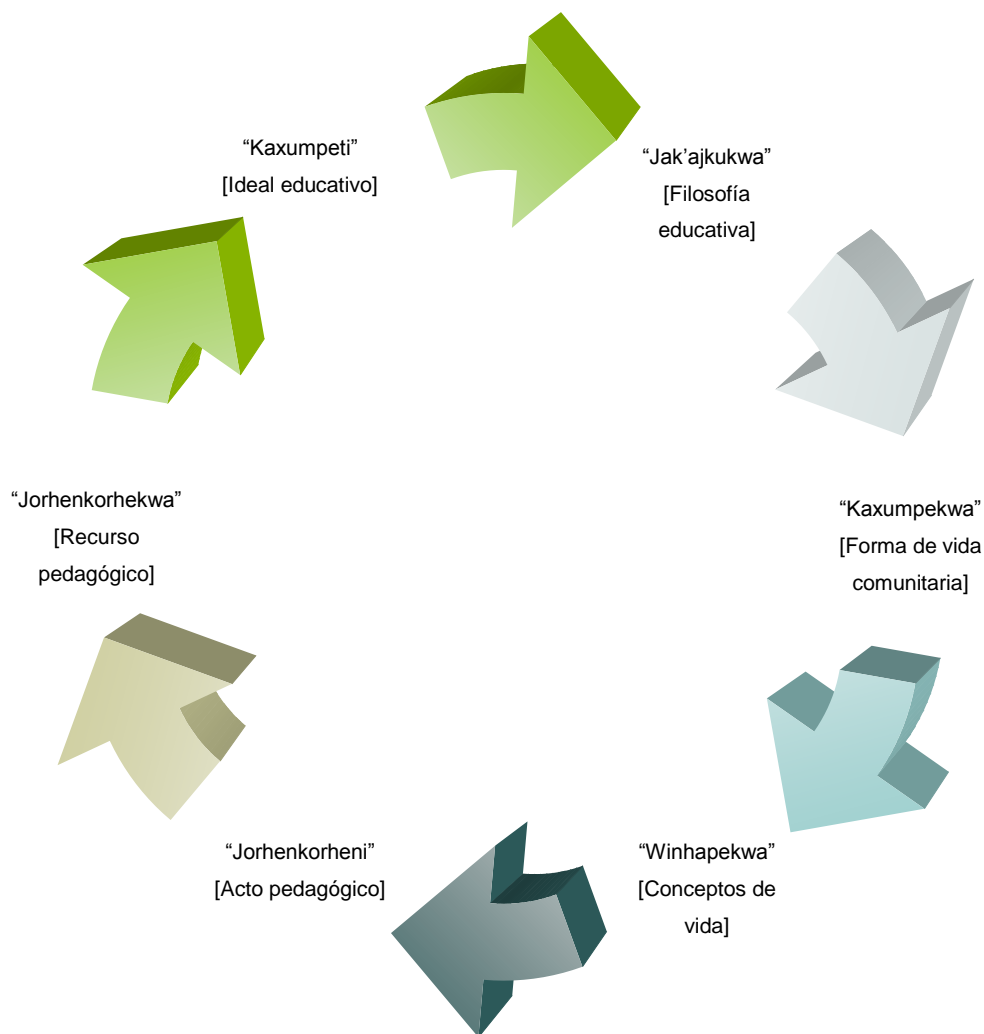 “Kaxumpeti”
[Ideal educativo]
“Jak’ajkukwa”
[Filosofía
educativa]
“Kaxumpekwa”
[Forma de vida
comunitaria]
“Winhapekwa”
[Conceptos de
vida]
“Jorhenkorheni”
[Acto pedagógico]
“Jorhenkorhekwa”
[Recurso
pedagógico]